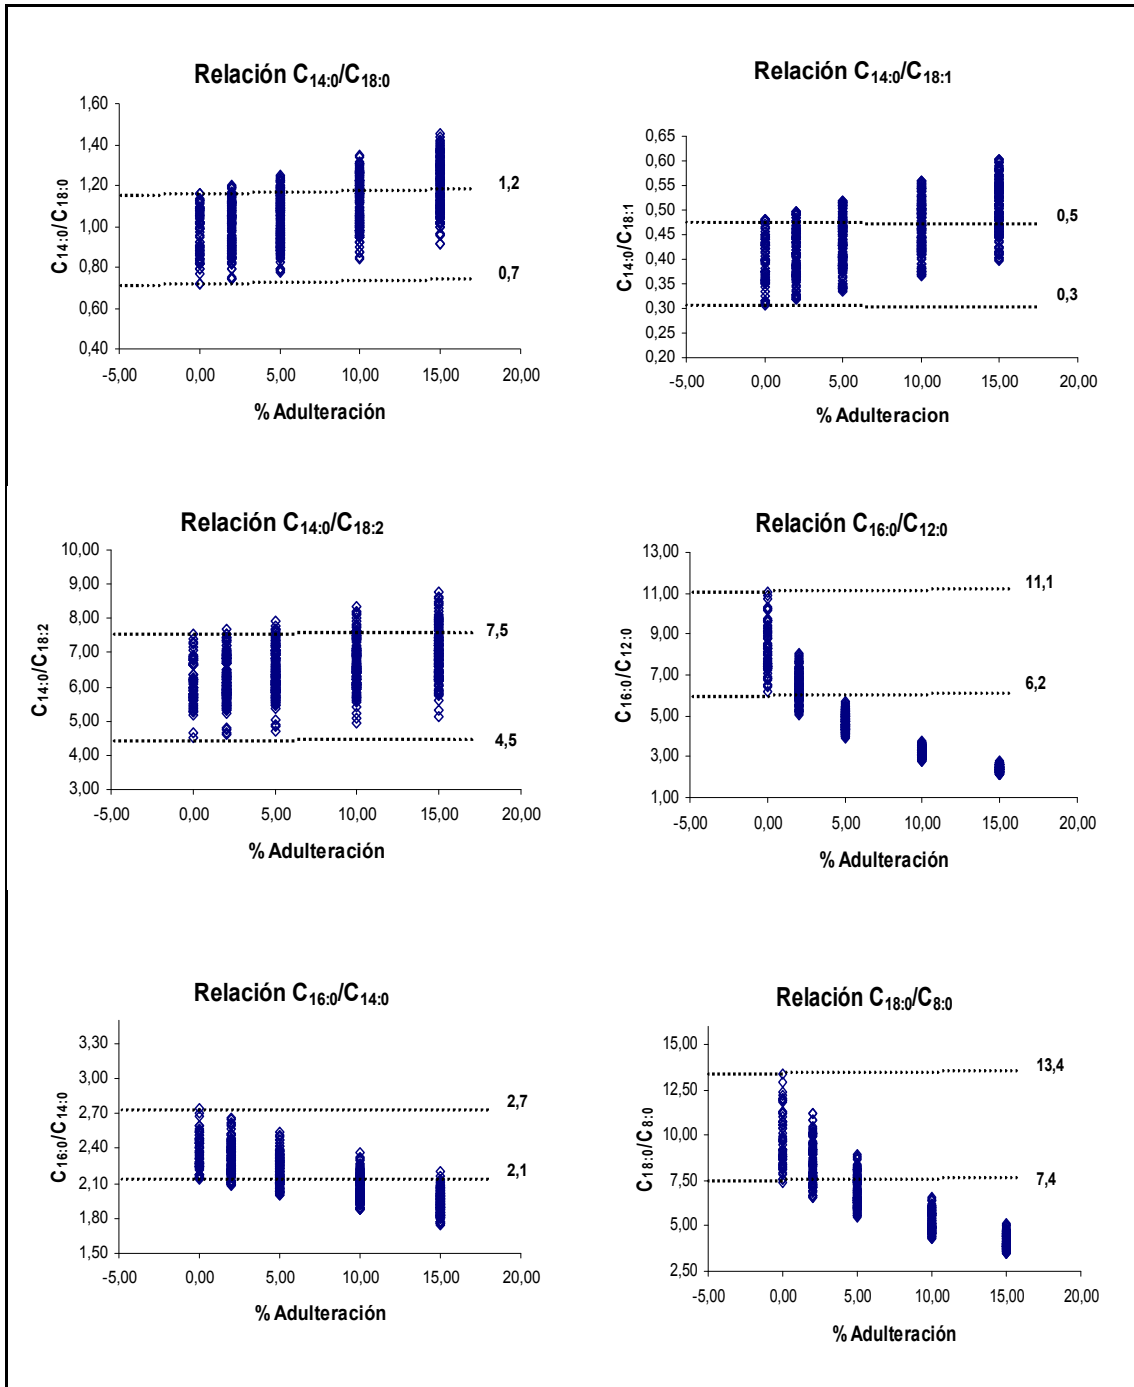 Relación C14:0/C18:0
1,60
1,40
1,20
1,00
0,80
0,60
0,40
C14:0/C18:0
1,2
0,7
-5,00 0,00 5,00 10,00 15,00 20,00
% Adulteración
Relación C14:0/C18:1
0,65
0,60
0,55
0,50
0,45
0,40
0,35
0,30
0,25
0,20
C14:0/C18:1
0,5
0,3
-5,00 0,00 5,00 10,00 15,00 20,00
% Adulteracion
Relación C14:0/C18:2
10,00
9,00
8,00
7,00
6,00
5,00
4,00
3,00
C14:0/C18:2
7,5
4,5
-5,00 0,00 5,00 10,00 15,00 20,00
% Adulteración
Relación C16:0/C12:0
13,00
11,00
9,00
7,00
5,00
3,00
1,00
C16:0/C12:0
11,1
6,2
-5,00 0,00 5,00 10,00 15,00 20,00
% Adulteración
Relación C16:0/C14:0
3,30
3,00
2,70
2,40
2,10
1,80
1,50
C16:0/C14:0
2,7
2,1
-5,00 0,00 5,00 10,00 15,00 20,00
% Adulteración
Relación C18:0/C8:0
15,00
12,50
10,00
7,50
5,00
2,50
C18:0/C8:0
13,4
7,4
-5,00 0,00 5,00 10,00 15,00 20,00
% Adulteración